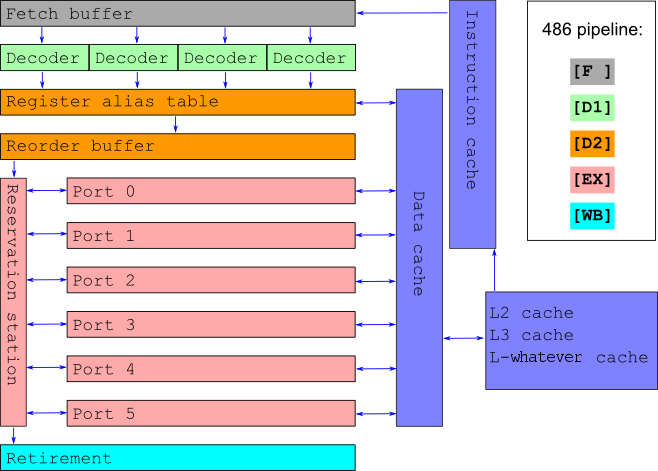 Fetch buffer
Decoder Decoder Decoder Decoder
Register alias table
Reorder buffer
Reservation station
Port 0
Port 1
Port 2
Port 3
Port 4
Port 5
Retirement
Data cache
Instruction cache
L2 cache
L3 cache
L-whatever cache
486 pipeline:
[F ]
[D1]
[D2]
[EX]
[WB]